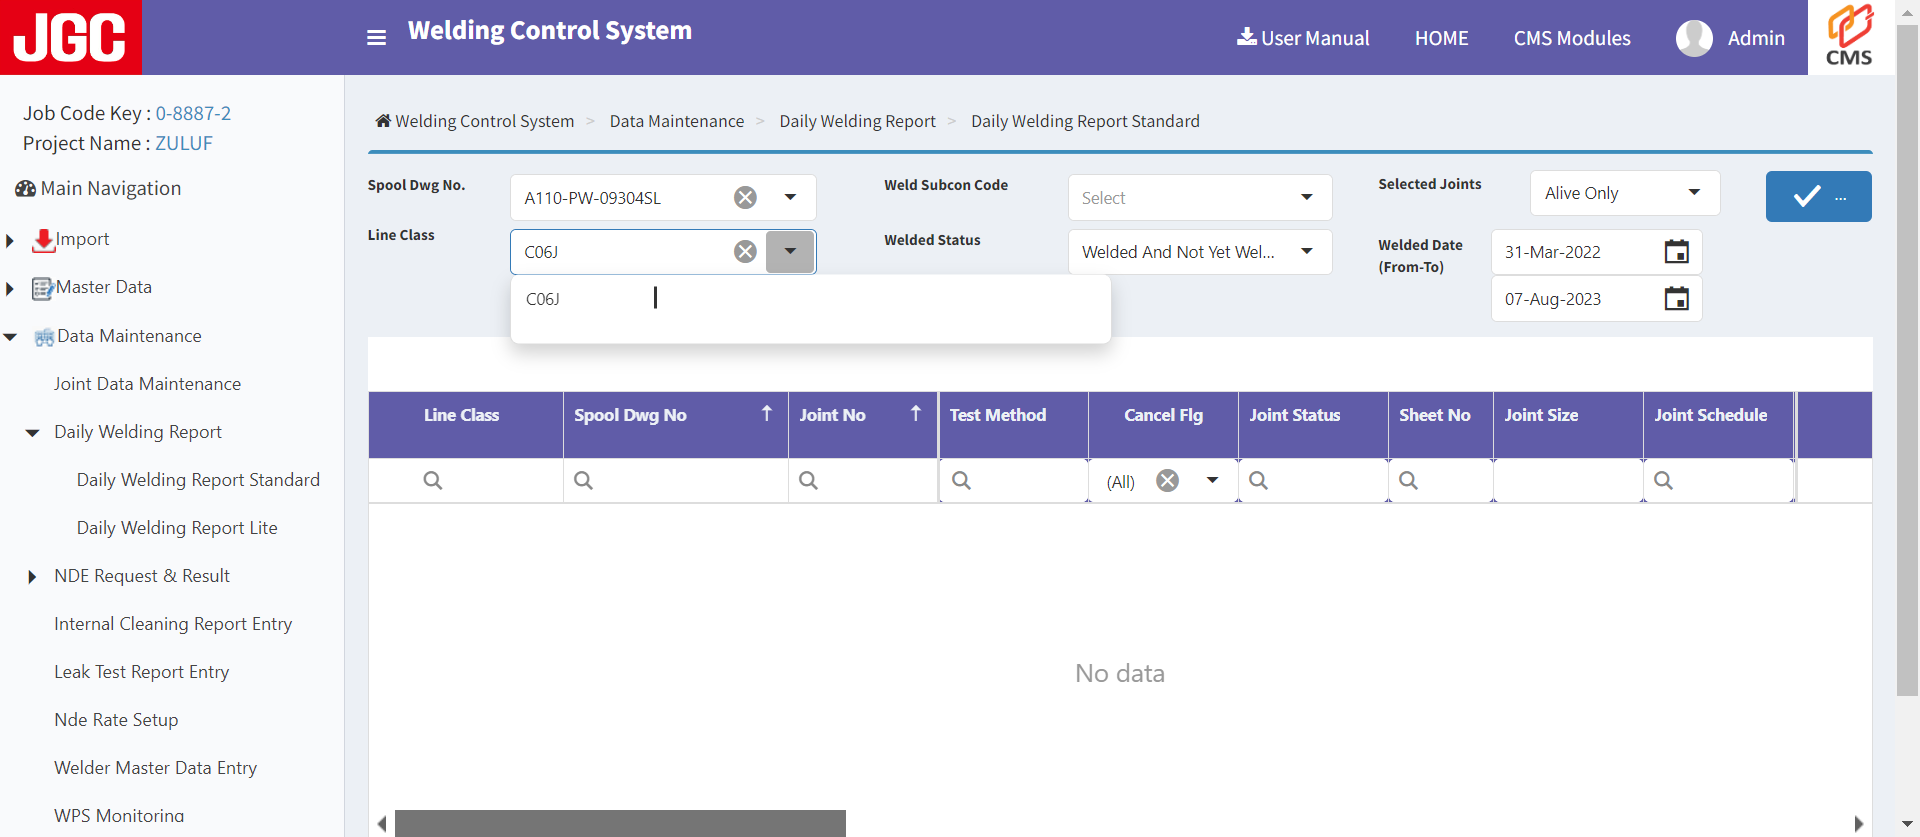 JGC
Welding Control System
User Manual
HOME
CMS Modules
Admin
CMS
Job Code Key : 0-8887-2
Project Name : ZULUF
Main Navigation
Import
Master Data
Data Maintenance
Joint Data Maintenance
Daily Welding Report
Daily Welding Report Standard
Daily Welding Report Lite
NDE Request & Result
Internal Cleaning Report Entry
Leak Test Report Entry
Nde Rate Setup
Welder Master Data Entry
WPS Monitoring
Welding Control System > Data Maintenance > Daily Welding Report > Daily Welding Report Standard
Spool Dwg No.
A110-PW-09304SL
Weld Subcon Code
Select
Selected Joints
Alive Only
...
Line Class
C06J
C06J
Welded Status
Welded And Not Yet Wel...
Welded Date
(From-To)
31-Mar-2022
07-Aug-2023
Line Class
Spool Dwg No
Joint No
Test Method
Cancel Flg
Joint Status
Sheet No
Joint Size
Joint Schedule
(All)
No data